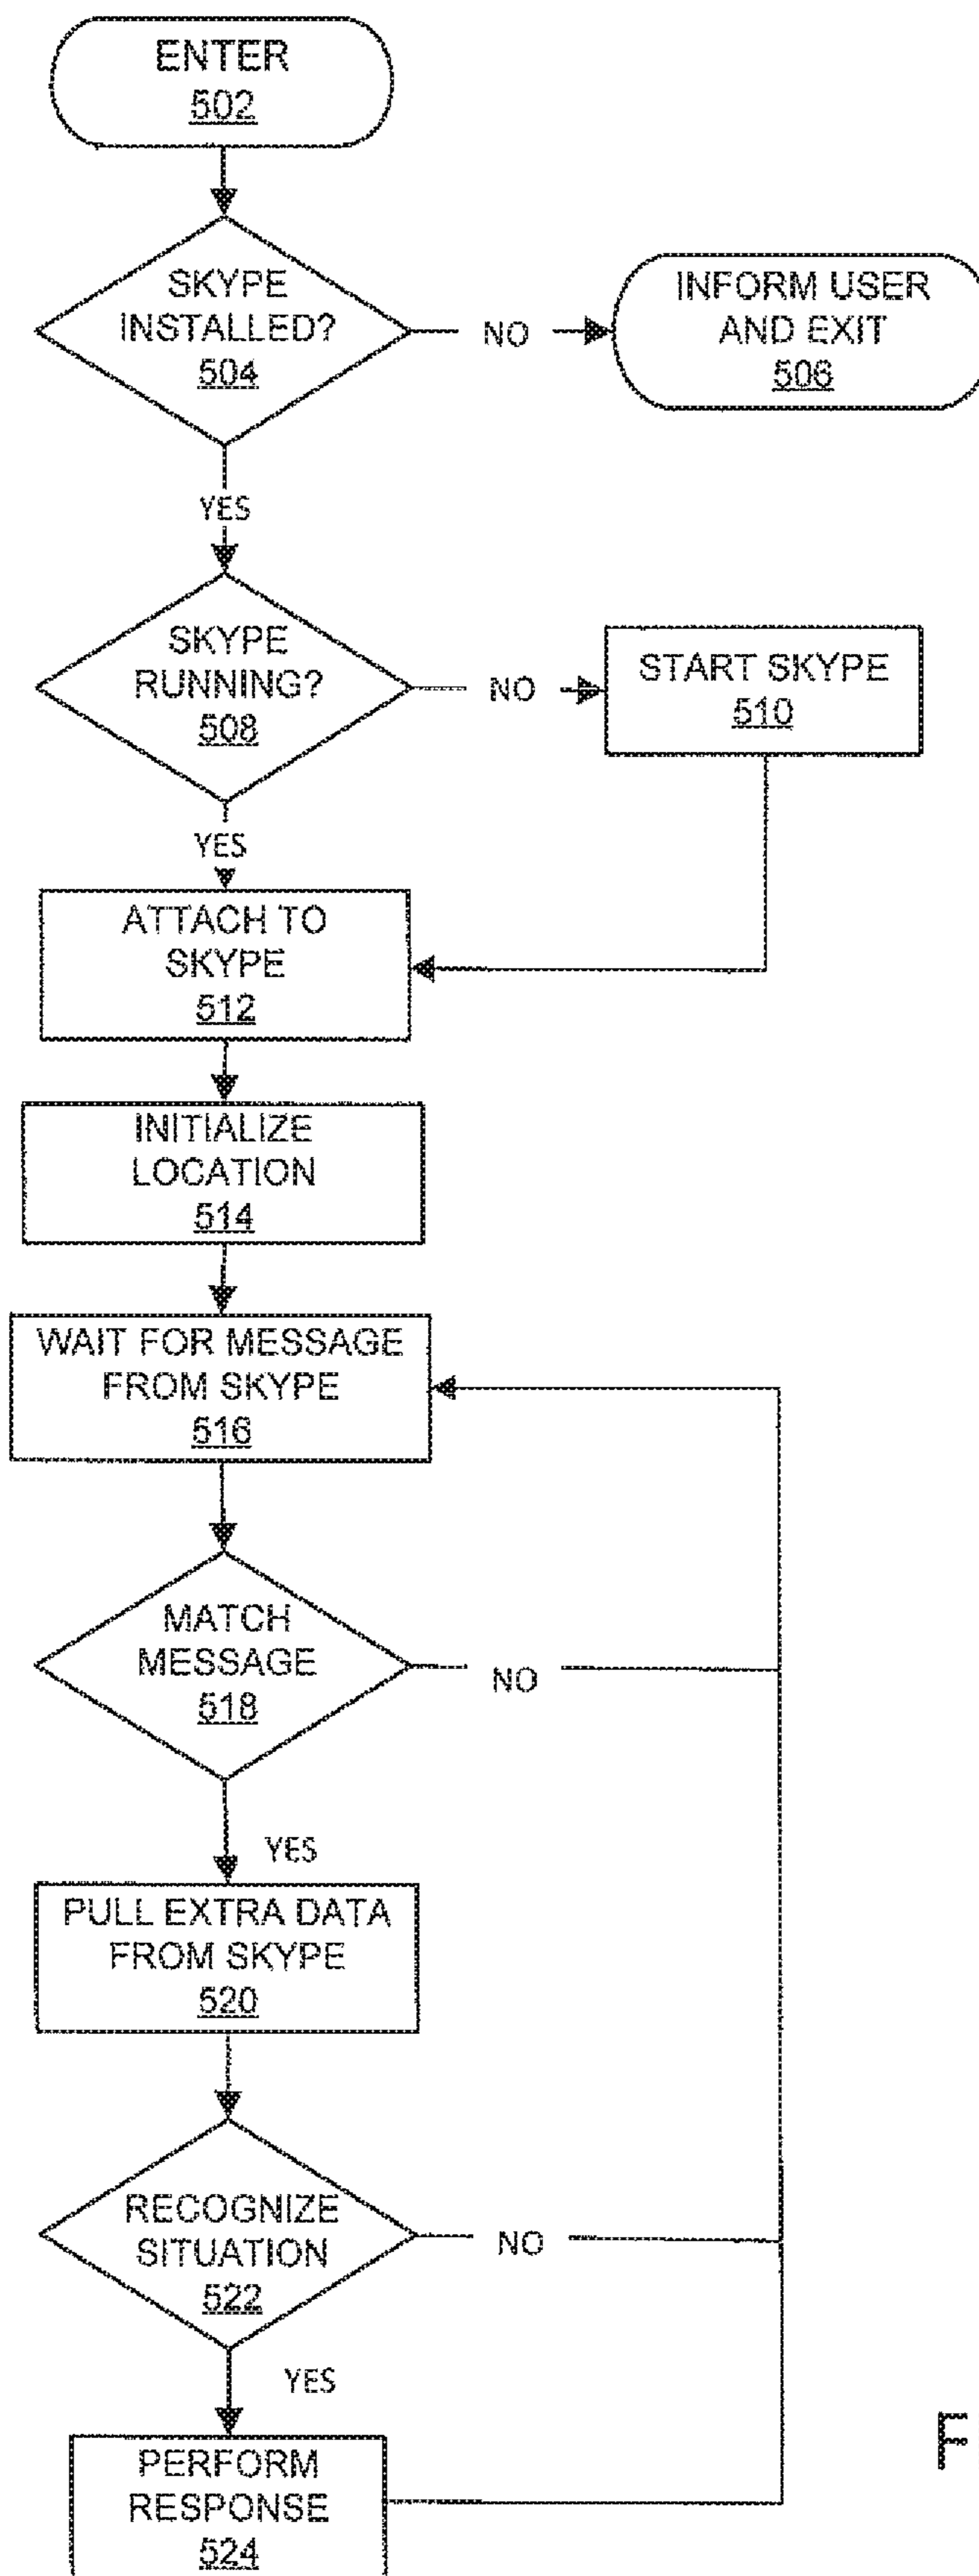 ENTER
502
SKYPE
INSTALLED?
504
NO
INFORM USER
AND EXIT
506
YES
SKYPE
RUNNING?
508
NO
START SKYPE
510
YES
ATTACH TO
SKYPE
512
INITIALIZE
LOCATION
514
WAIT FOR MESSAGE
FROM SKYPE
516
MATCH
MESSAGE
518
NO
YES
PULL EXTRA DATA
FROM SKYPE
520
RECOGNIZE
SITUATION
522
NO
YES
PERFORM
RESPONSE
524
F